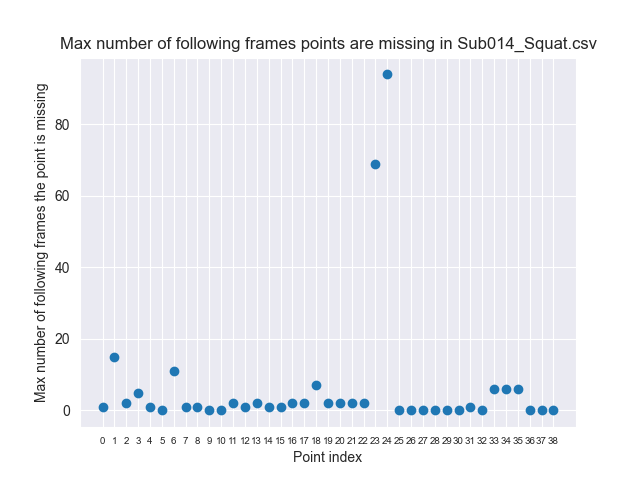 Max number of following frames points are missing in Sub014_Squat.csv
Max number of following frames the point is missing
80
60
40
20
0
0 1 2 3 4 5 6 7 8 9 10 11 12 13 14 15 16 17 18 19 20 21 22 23 24 25 26 27 28 29 30 31 32 33 34 35 36 37 38
Point index